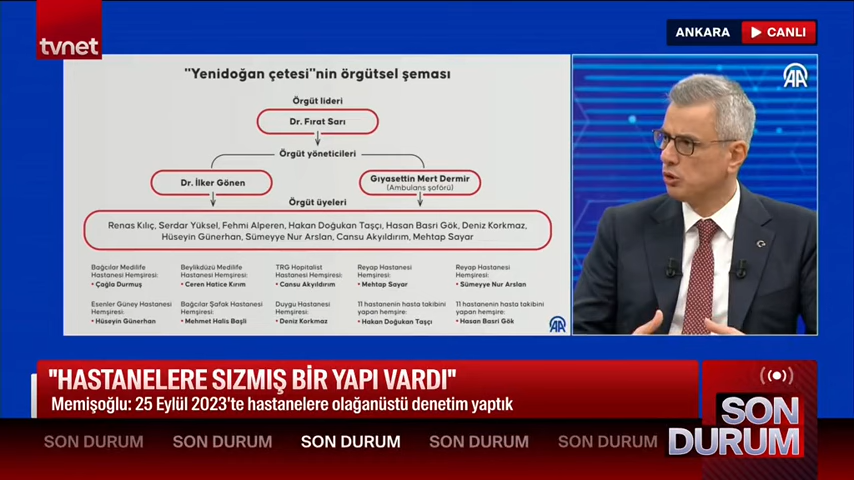 tvnet
ANKARA
CANLI
"Yenidoğan çetesi"nin örgütsel şeması
Örgüt lideri
Dr. Fırat Sarı
Örgüt yöneticileri
Dr. İlker Gönen
Gıyasettin Mert Dermir
(Ambulans şoförü)
Örgüt üyeleri
Renas Kılıç, Serdar Yüksel, Fehmi Alperen, Hakan Doğukan Taşçı, Hasan Basri Gök, Deniz Korkmaz,
Hüseyin Günerhan, Sümeyye Nur Arslan, Cansu Akyıldırım, Mehtap Sayar
Bağcılar Medilife
Hastanesi Hemşiresi:
• Çağla Durmuş
Beylikdüzü Medilife
Hastanesi Hemşiresi:
• Ceren Hatice Kırım
TRG Hopitalist
Hastanesi Hemşiresi:
• Cansu Akyıldırım
Reyap Hastanesi
Hemşiresi:
• Mehtap Sayar
Reyap Hastanesi
Hemşiresi:
• Sümeyye Nur Arslan
Esenler Güney Hastanesi
Hemşiresi:
• Hüseyin Günerhan
Bağcılar Şafak Hastanesi
Hemşiresi:
• Mehmet Halis Başlı
Duygu Hastanesi
Hemşiresi:
• Deniz Korkmaz
11 hastanenin hasta takibini
yapan hemşire:
• Hakan Doğukan Taşçı
11 hastanenin hasta takibini
yapan hemşire:
• Hasan Basri Gök
AA
AA
"HASTANELERE SIZMIŞ BİR YAPI VARDI"
Memişoğlu: 25 Eylül 2023'te hastanelere olağanüstü denetim yaptık
SON DURUM
SON DURUM SON DURUM SON DURUM SON DURUM SON DURUM